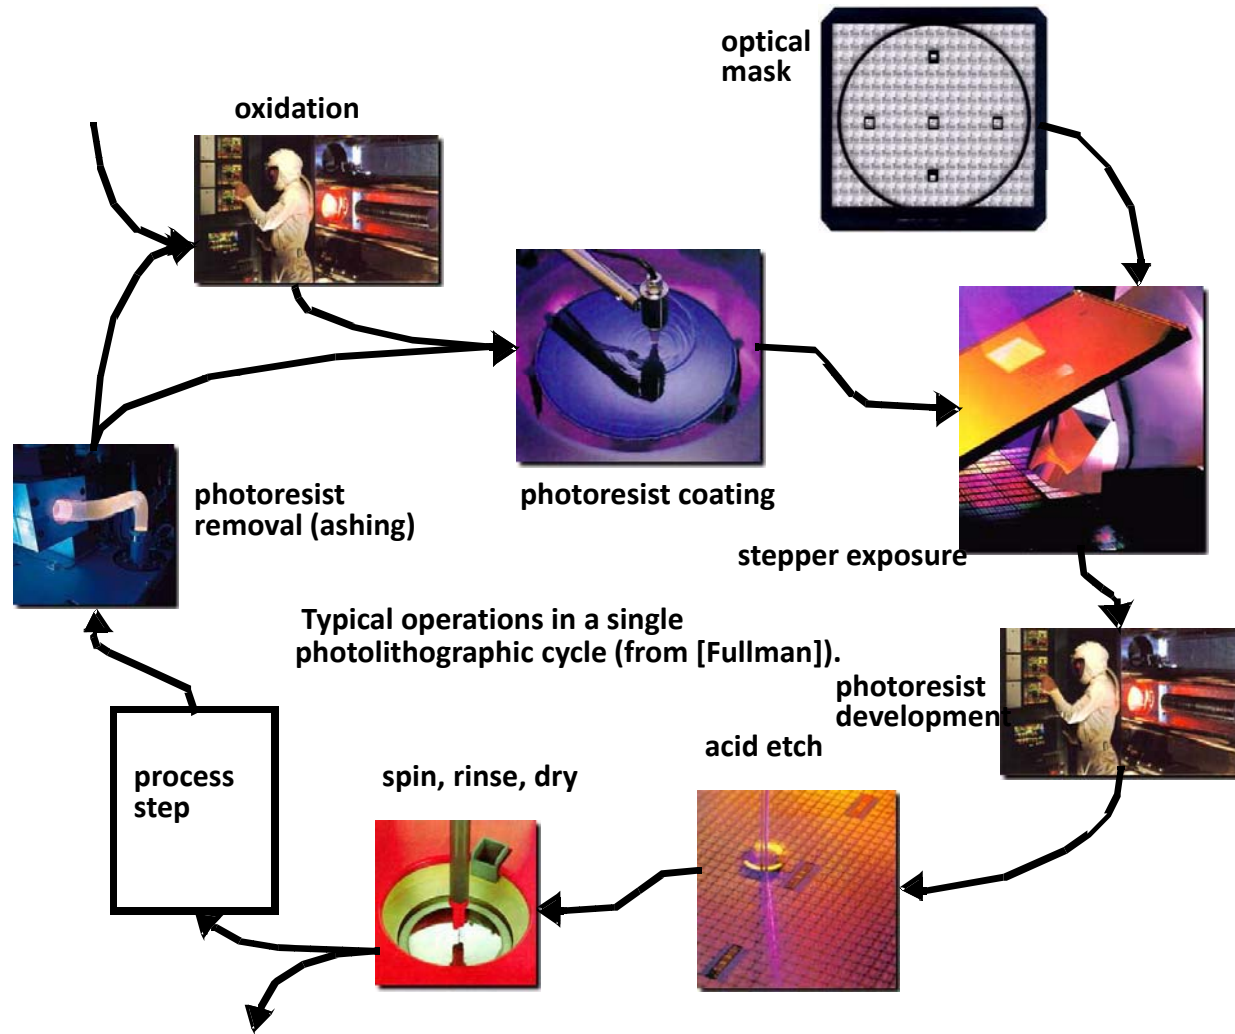 optical
mask
oxidation
photoresist coating
photoresist
removal (ashing)
stepper exposure
Typical operations in a single
photolithographic cycle (from [Fullman]).
photoresist
development
acid etch
spin, rinse, dry
process
step